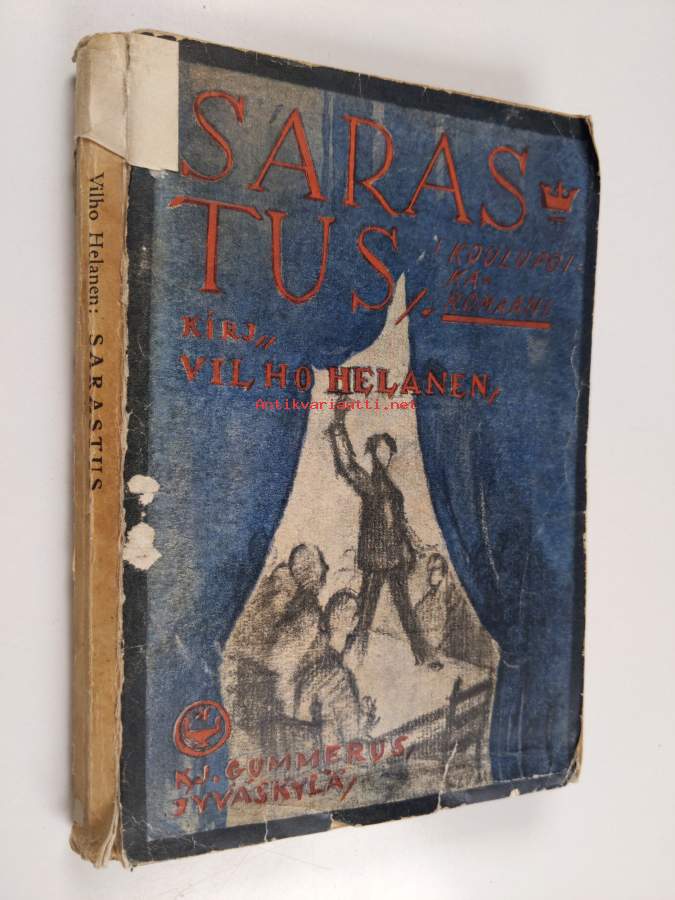 SARAS
TUS,
KOULUPOI-
KA-
ROMAANI
KIRJ,,
VILHO HELANEN,
Antikvariaatti.net
K.J. GUMMERUS,
JYVÄSKYLÄ,
Vilho Helanen: SARASTUS